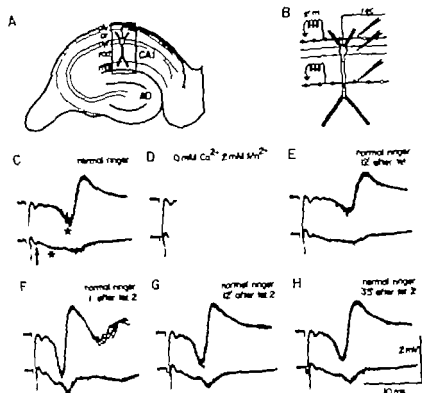 A
CA1
B
rec
C
normal ringer
D
0 mM Ca²⁺ 2 mM Mn²⁺
E
normal ringer
12' after tet
F
normal ringer
1' after tet 2
G
normal ringer
12' after tet 2
H
normal ringer
35' after tet 2
2 mV
10 ms